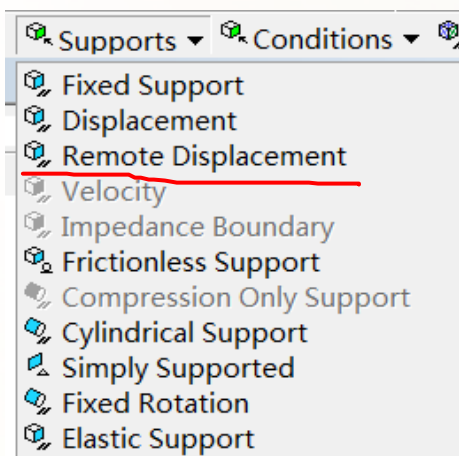 Supports Conditions
Fixed Support
Displacement
Remote Displacement
Velocity
Impedance Boundary
Frictionless Support
Compression Only Support
Cylindrical Support
Simply Supported
Fixed Rotation
Elastic Support